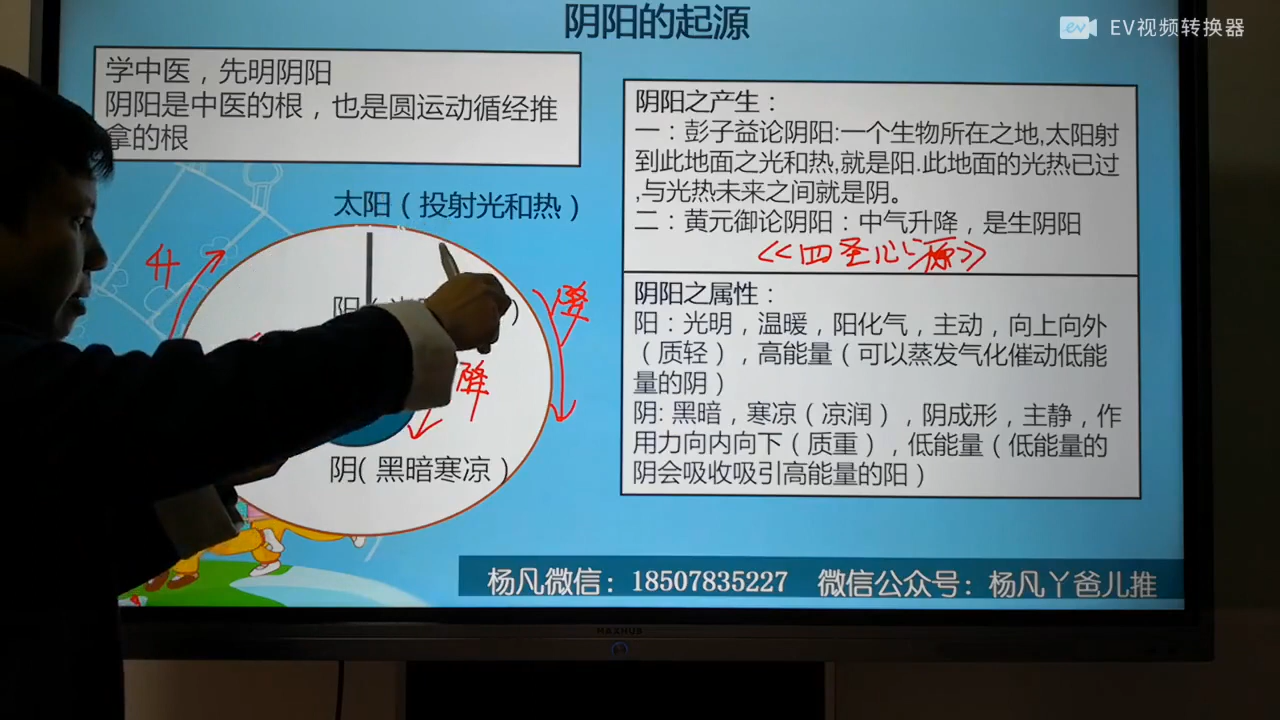 EV视频转换器
阴阳的起源
学中医，先明阴阳
阴阳是中医的根，也是圆运动循经推
拿的根
太阳（投射光和热）
升
降
阳(
)
降
阴( 黑暗寒凉 )
阴阳之产生：
一：彭子益论阴阳:一个生物所在之地,太阳射
到此地面之光和热,就是阳.此地面的光热已过
,与光热未来之间就是阴。
二：黄元御论阴阳：中气升降，是生阴阳
<<四圣心源>>
阴阳之属性：
阳：光明，温暖，阳化气，主动，向上向外
（质轻），高能量（可以蒸发气化催动低能
量的阴）
阴: 黑暗，寒凉（凉润），阴成形，主静，作
用力向内向下（质重），低能量（低能量的
阴会吸收吸引高能量的阳）
杨凡微信：18507835227 微信公众号：杨凡丫爸儿推
MAXHUB